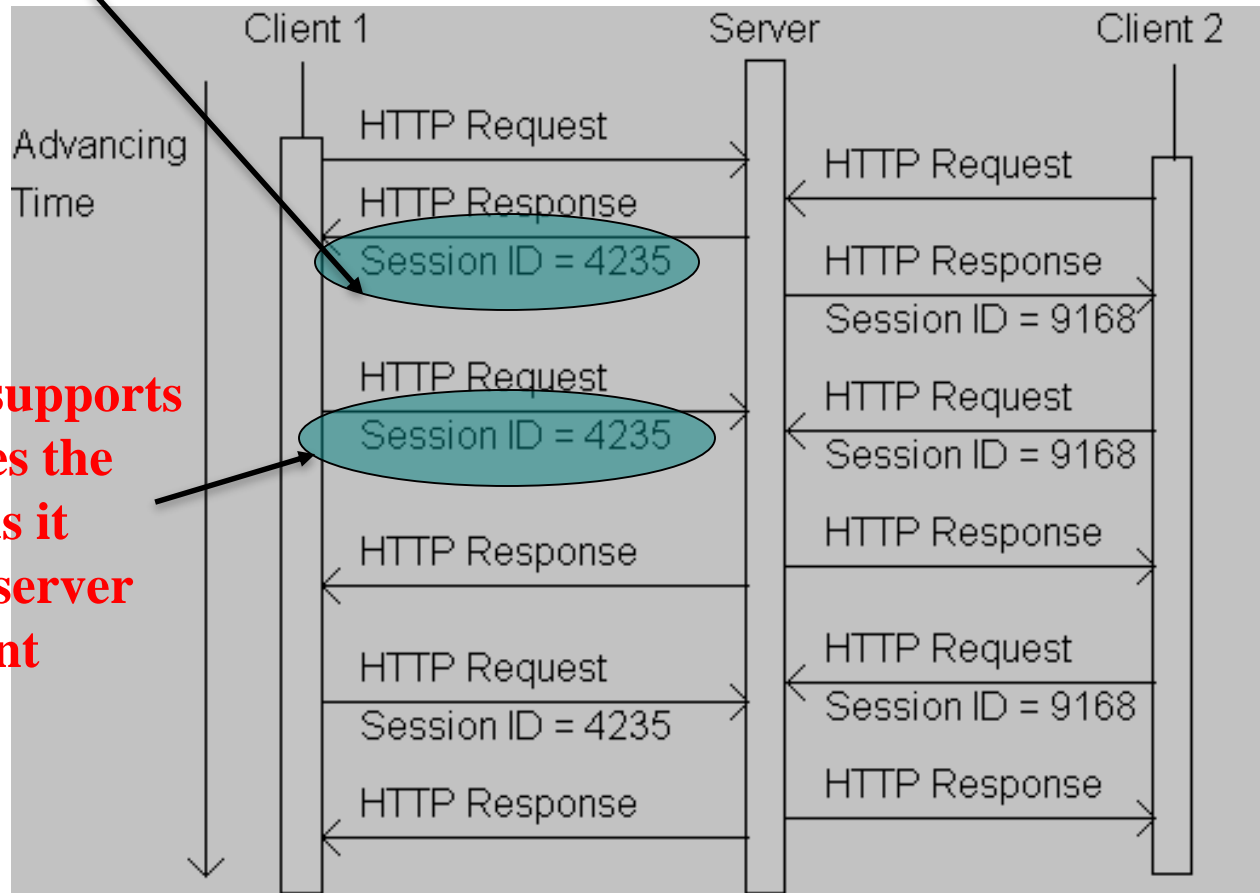 Client 1
Server
Client 2
Advancing
Time
HTTP Request
HTTP Request
HTTP Response
Session ID = 4235
HTTP Response
Session ID = 9168
HTTP Request
Session ID = 4235
HTTP Request
Session ID = 9168
supports
the
it
server
HTTP Response
HTTP Response
HTTP Request
Session ID = 4235
HTTP Request
Session ID = 9168
HTTP Response
HTTP Response